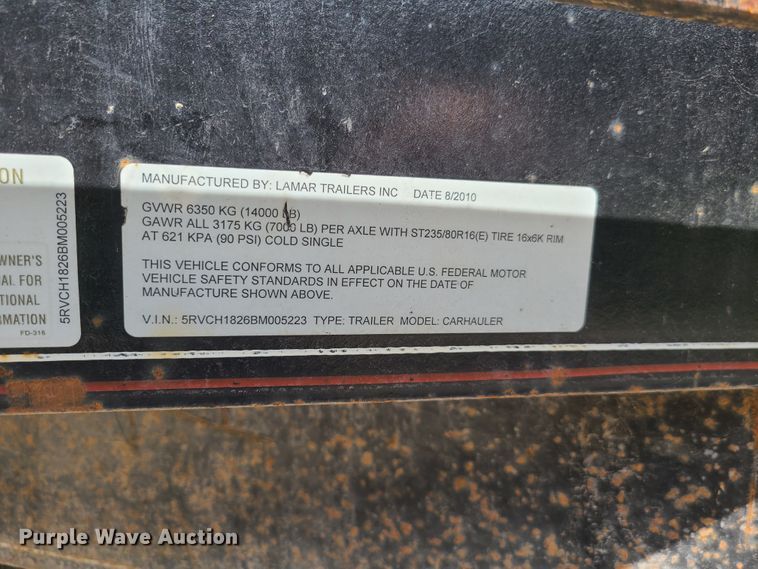 ON
WNER'S
AL FOR
TIONAL
RMATION
FD-316
5RVCH1826BM005223
MANUFACTURED BY: LAMAR TRAILERS INC DATE 8/2010
GVWR 6350 KG (14000 LB)
GAWR ALL 3175 KG (7000 LB) PER AXLE WITH ST235/80R16(E) TIRE 16x6K RIM
AT 621 KPA (90 PSI) COLD SINGLE
THIS VEHICLE CONFORMS TO ALL APPLICABLE U.S. FEDERAL MOTOR
VEHICLE SAFETY STANDARDS IN EFFECT ON THE DATE OF
MANUFACTURE SHOWN ABOVE.
V.I.N.: 5RVCH1826BM005223 TYPE: TRAILER MODEL: CARHAULER
Purple Wave Auction